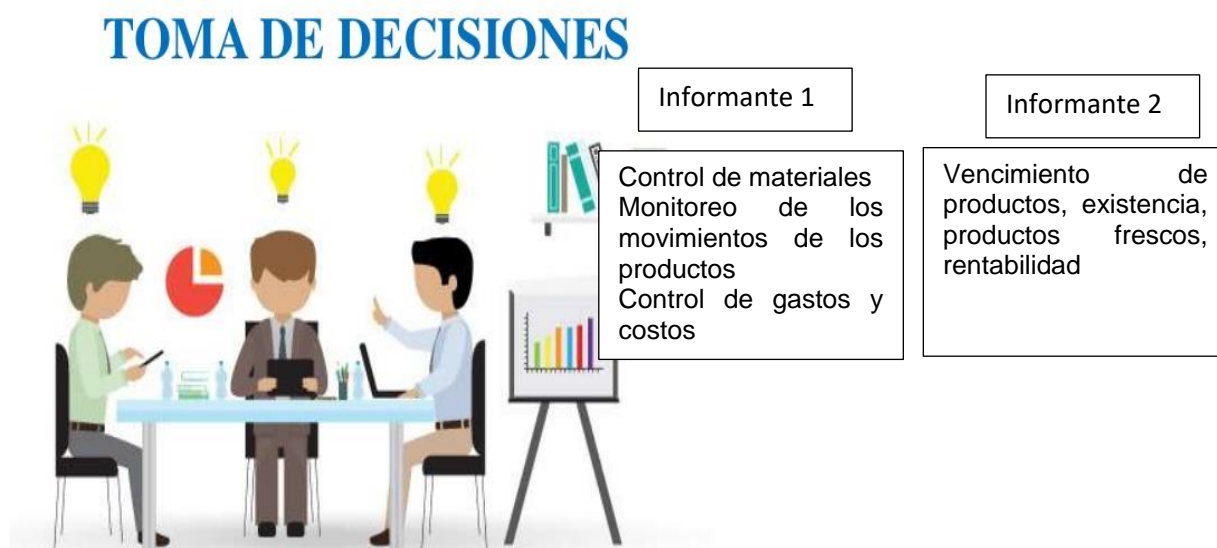 TOMA DE DECISIONES
Informante 1
Control de materiales
Monitoreo de los
movimientos de los
productos
Control de gastos y
costos
Informante 2
Vencimiento de
productos, existencia,
productos frescos,
rentabilidad